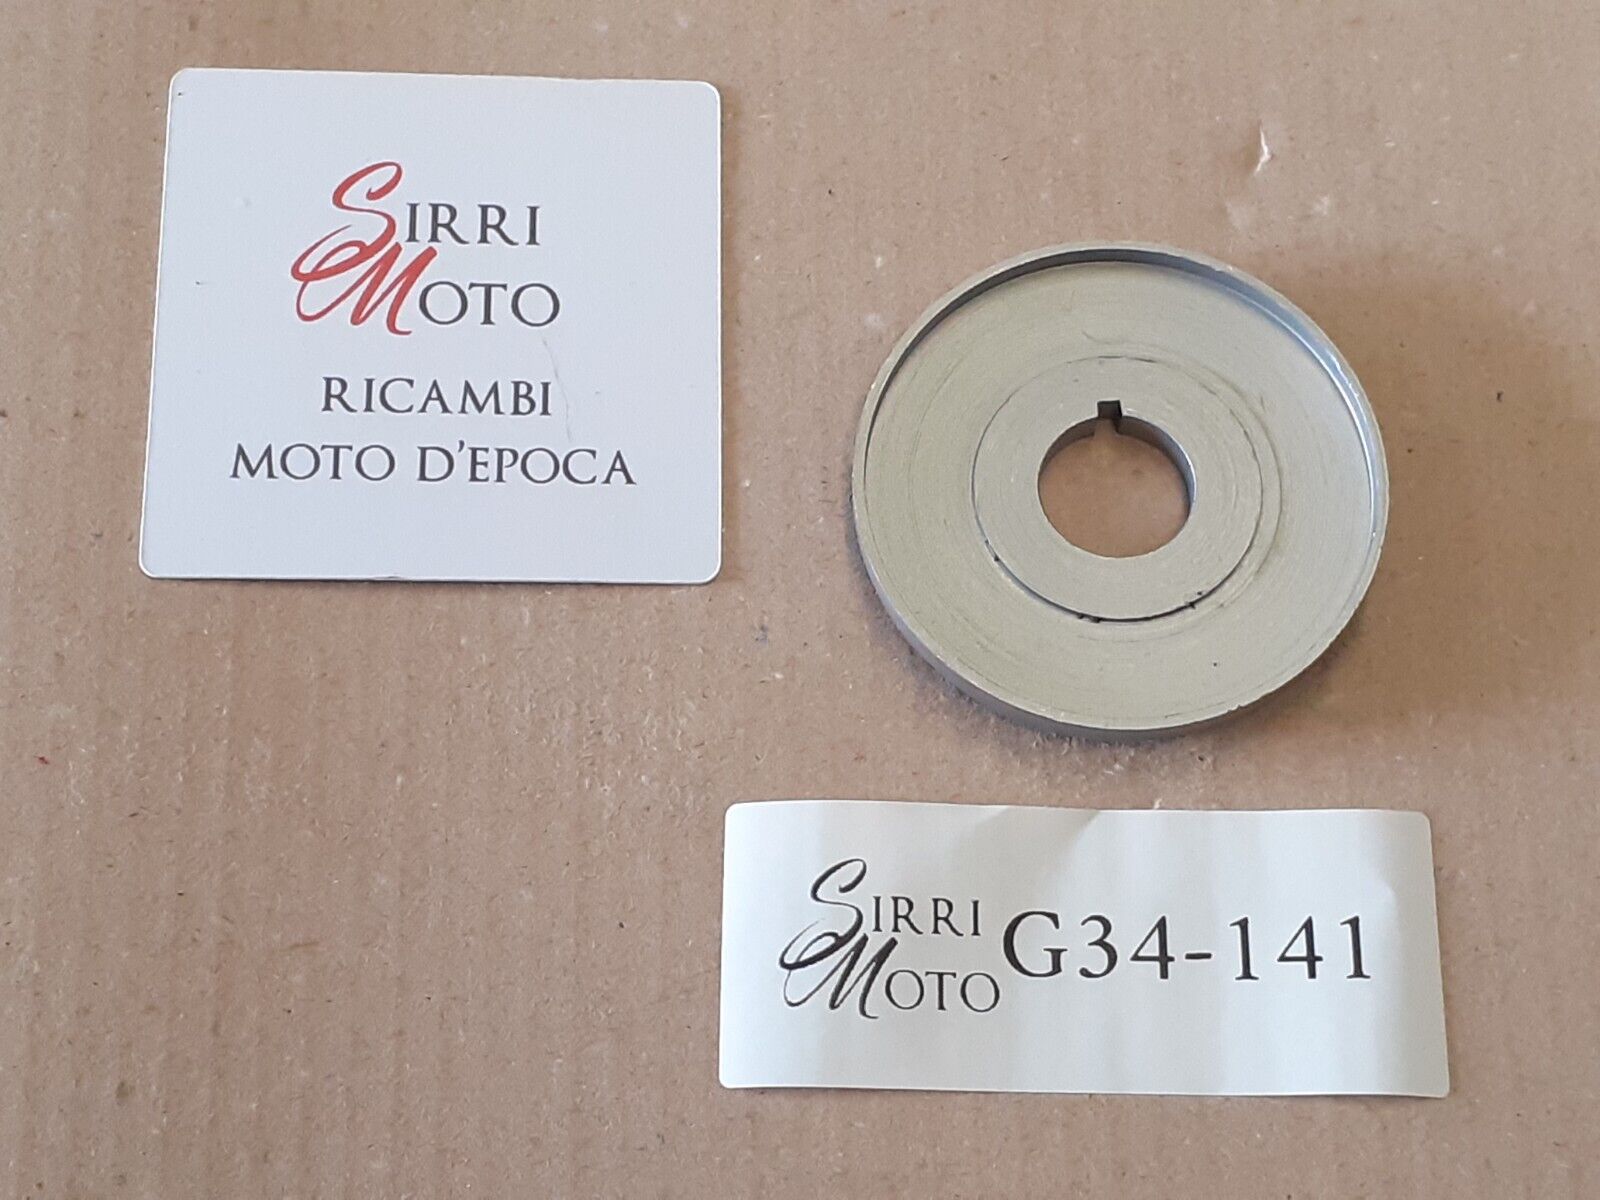 SIRRI
MOTO
RICAMBI
MOTO D'EPOCA
SIRRI
MOTO
G34-141